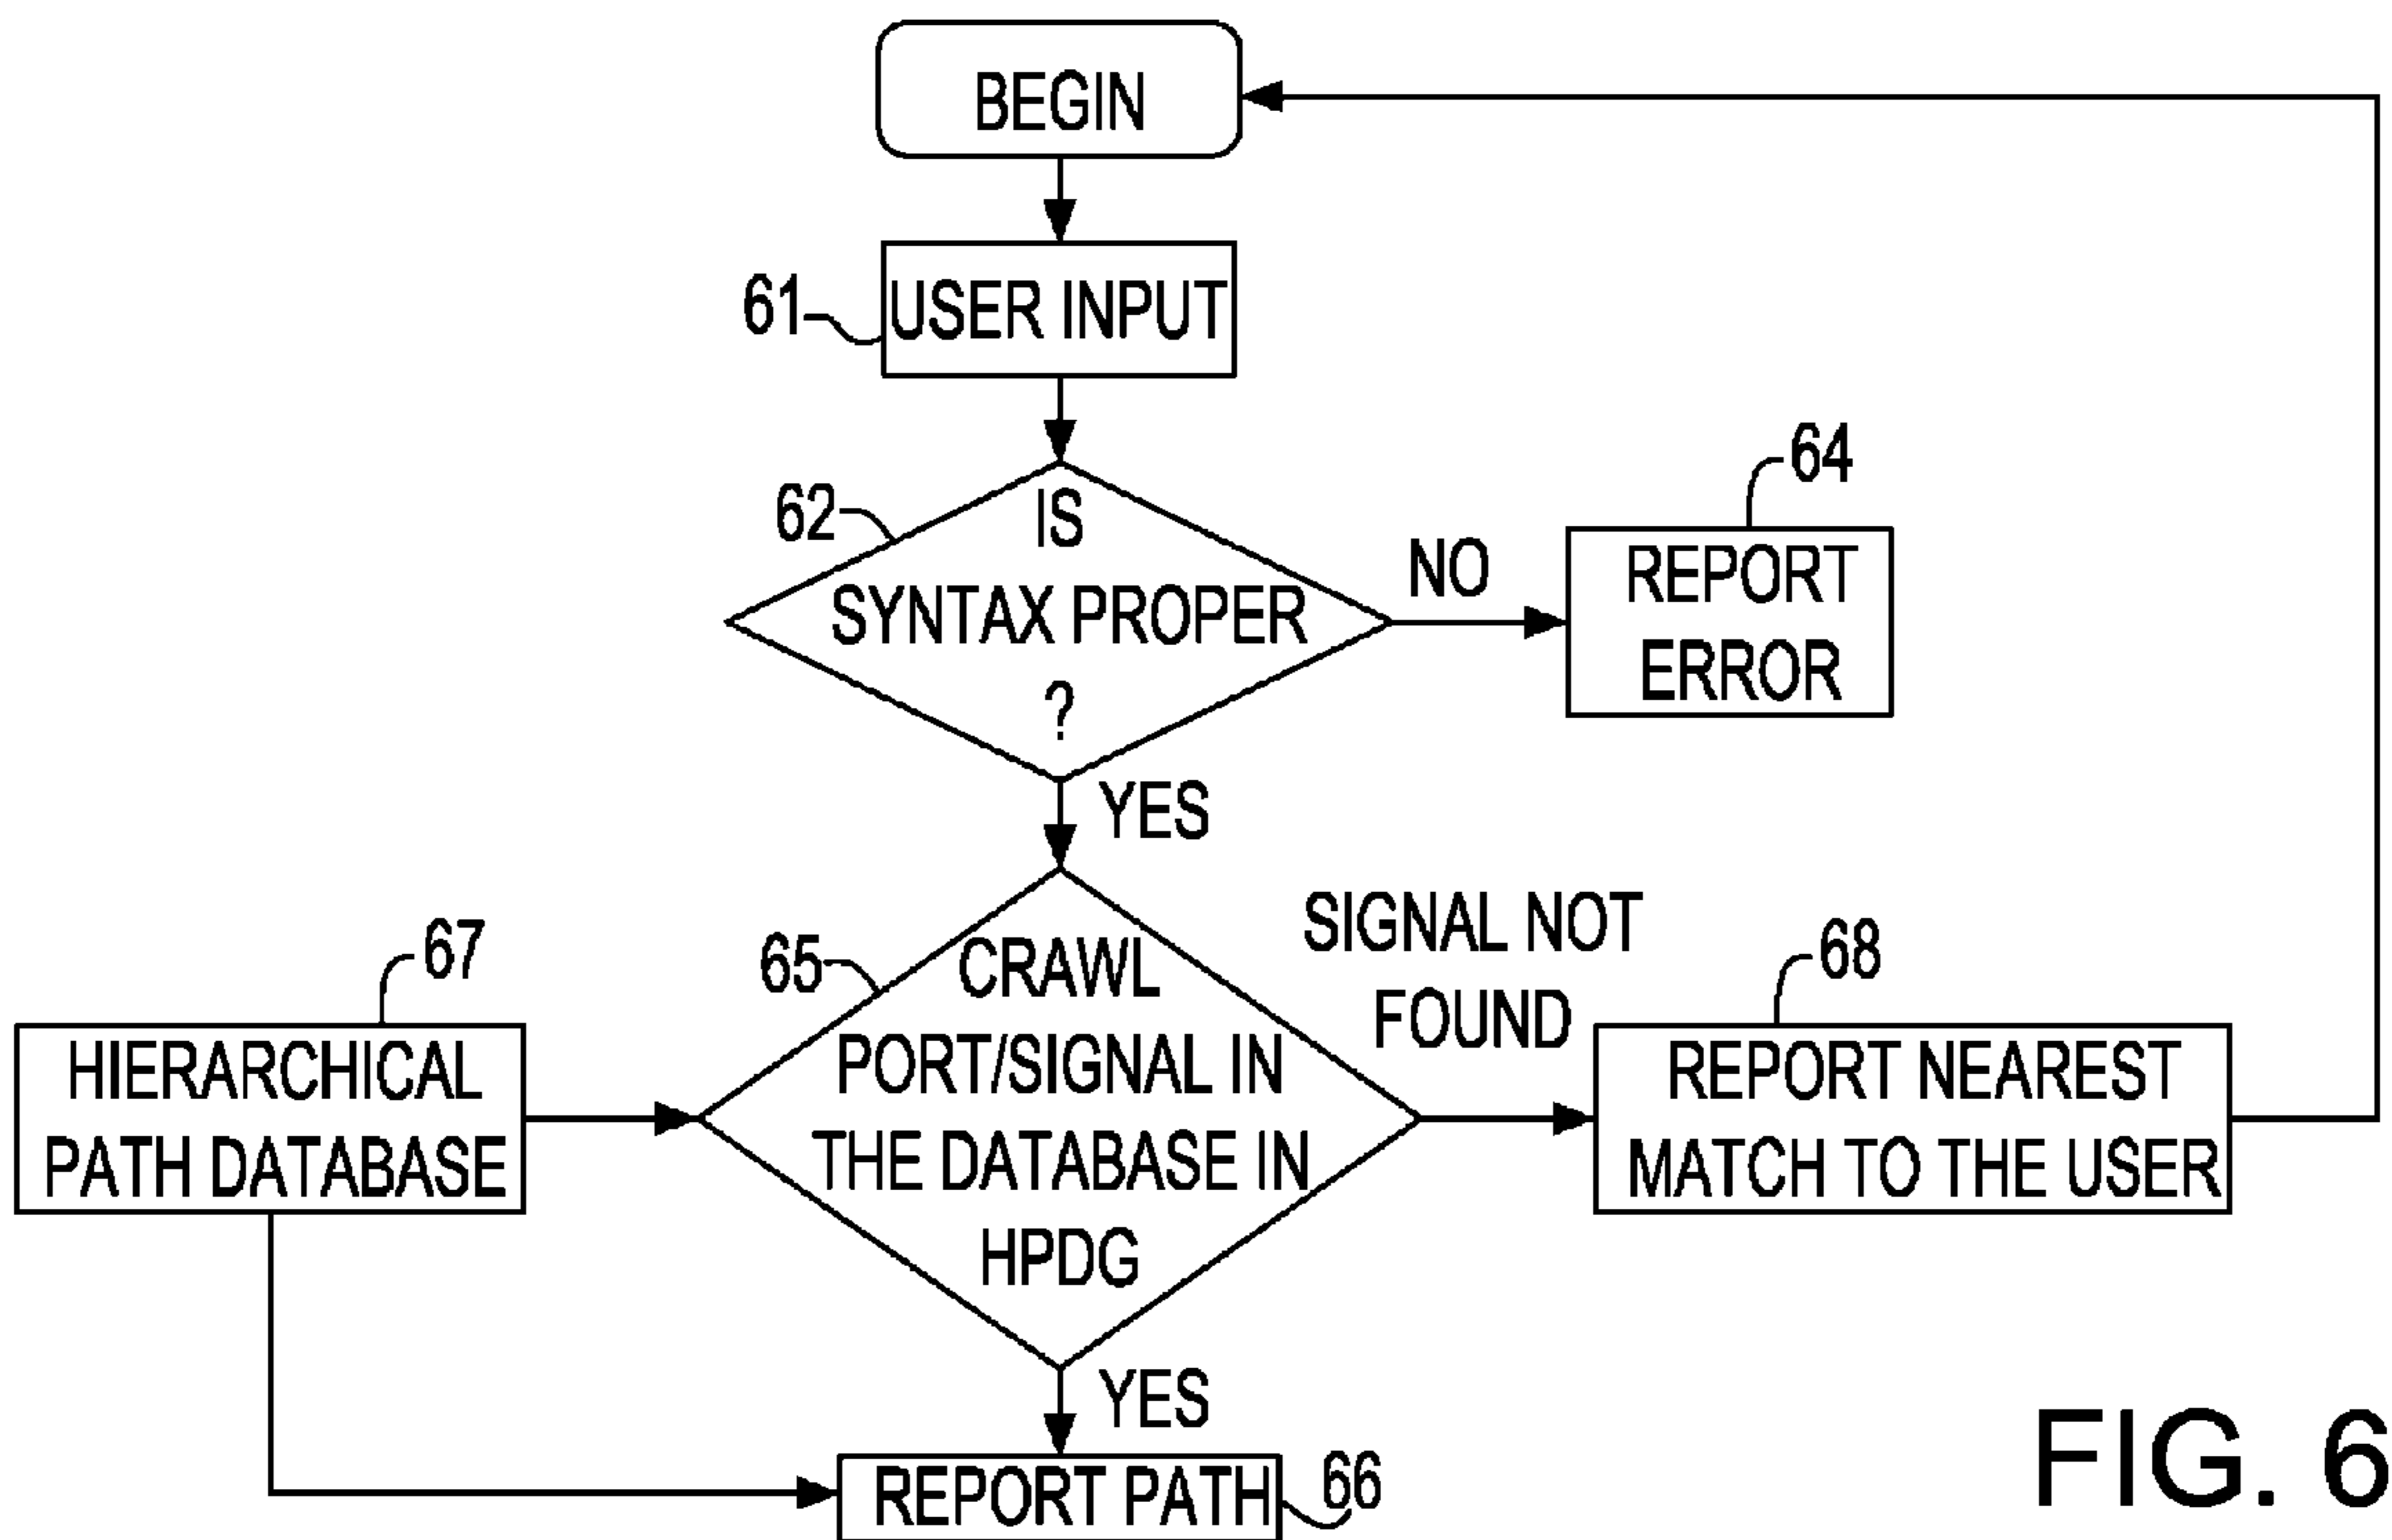 BEGIN
61
USER INPUT
62
IS
SYNTAX PROPER
?
NO
64
REPORT
ERROR
YES
67
HIERARCHICAL
PATH DATABASE
65
CRAWL
PORT/SIGNAL IN
THE DATABASE IN
HPDG
SIGNAL NOT
FOUND
68
REPORT NEAREST
MATCH TO THE USER
YES
REPORT PATH
66
FIG. 6